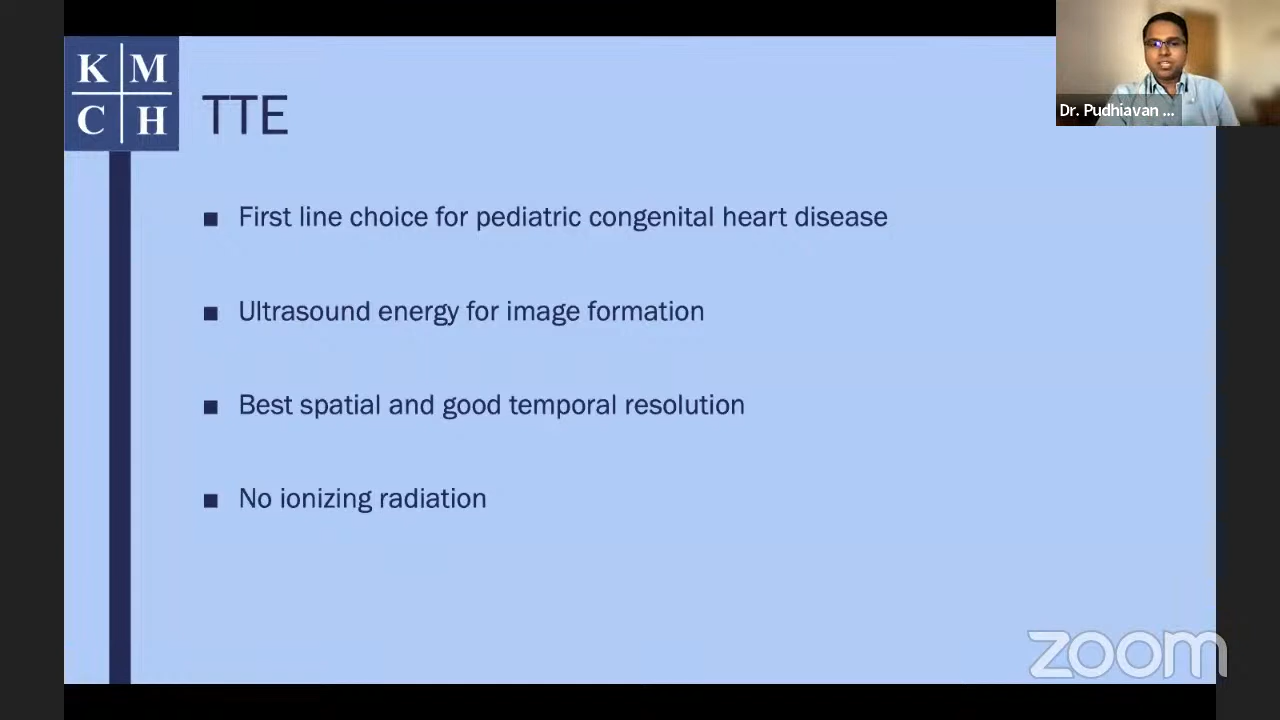 K M
C H
TTE
Dr. Pudhiavan ...
■ First line choice for pediatric congenital heart disease
■ Ultrasound energy for image formation
■ Best spatial and good temporal resolution
■ No ionizing radiation
zoom